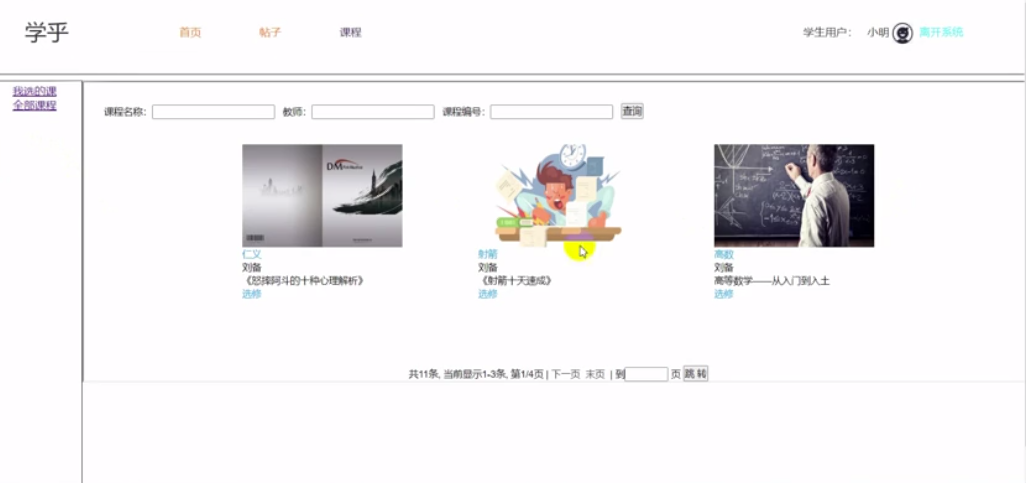 学乎
首页
帖子
课程
学生用户： 小明 离开系统
我选的课
全部课程
课程名称： 教师： 课程编号： 查询
仁义
刘备
《怒摔阿斗的十种心理解析》
选修
射箭
刘备
《射箭十天速成》
选修
高数
刘备
高等数学——从入门到入土
选修
共11条, 当前显示1-3条, 第1/4页 | 下一页 末页 | 到 页 跳 转